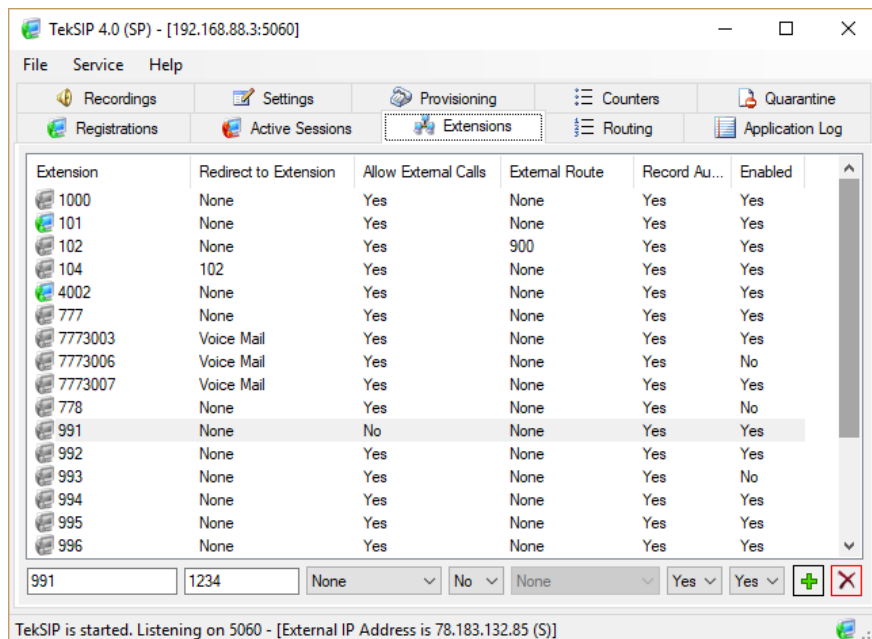 TekSIP 4.0 (SP) - [192.168.88.3:5060]
File Service Help
Recordings Settings Provisioning Counters Quarantine
Registrations Active Sessions Extensions Routing Application Log
Extension Redirect to Extension Allow External Calls External Route Record Au... Enabled
1000 None Yes None Yes Yes
101 None Yes None Yes Yes
102 None Yes 900 Yes Yes
104 102 Yes None Yes Yes
4002 None Yes None Yes Yes
777 None Yes None Yes Yes
7773003 Voice Mail Yes None Yes Yes
7773006 Voice Mail Yes None Yes No
7773007 Voice Mail Yes None Yes Yes
778 None Yes None Yes No
991 None No None Yes Yes
992 None Yes None Yes Yes
993 None Yes None Yes No
994 None Yes None Yes Yes
995 None Yes None Yes Yes
996 None Yes None Yes Yes
991 1234 None No None Yes Yes
TekSIP is started. Listening on 5060 - [External IP Address is 78.183.132.85 (S)]